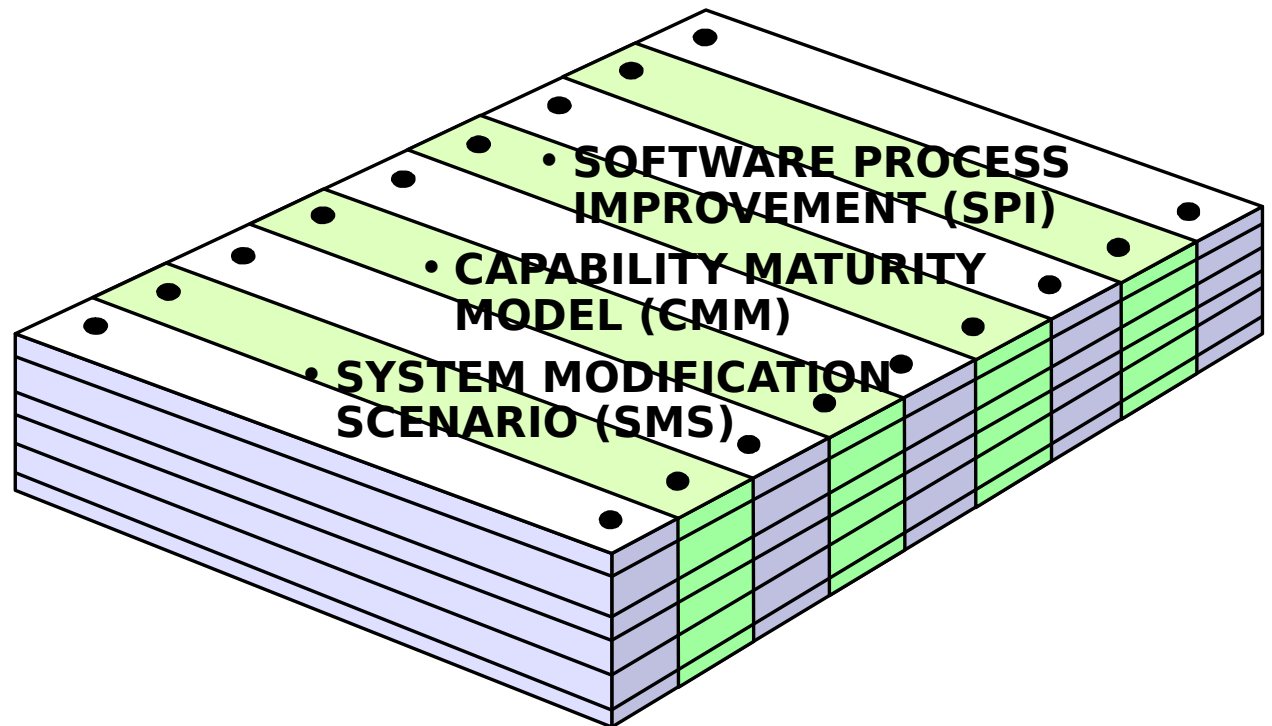 • SOFTWARE PROCESS
IMPROVEMENT (SPI)
• CAPABILITY MATURITY
MODEL (CMM)
• SYSTEM MODIFICATION
SCENARIO (SMS)